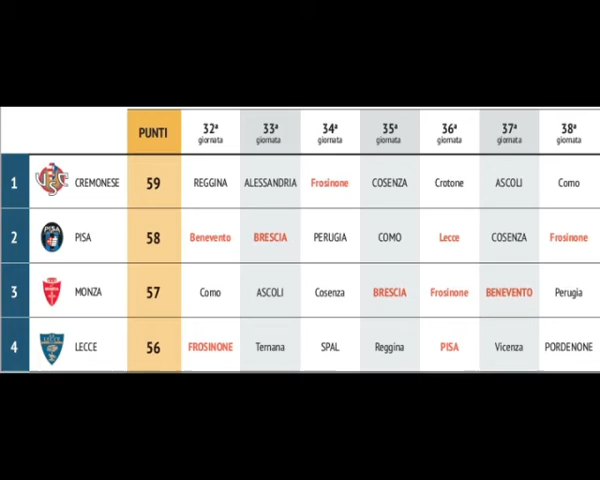 PUNTI 32ª giornata 33ª giornata 34ª giornata 35ª giornata 36ª giornata 37ª giornata 38ª giornata
1 CREMONESE 59 REGGINA ALESSANDRIA Frosinone COSENZA Crotone ASCOLI Como
2 PISA PISA 58 Benevento BRESCIA PERUGIA COMO Lecce COSENZA Frosinone
3 MONZA 57 Como ASCOLI Cosenza BRESCIA Frosinone BENEVENTO Perugia
4 LECCE 56 FROSINONE Ternana SPAL Reggina PISA Vicenza PORDENONE